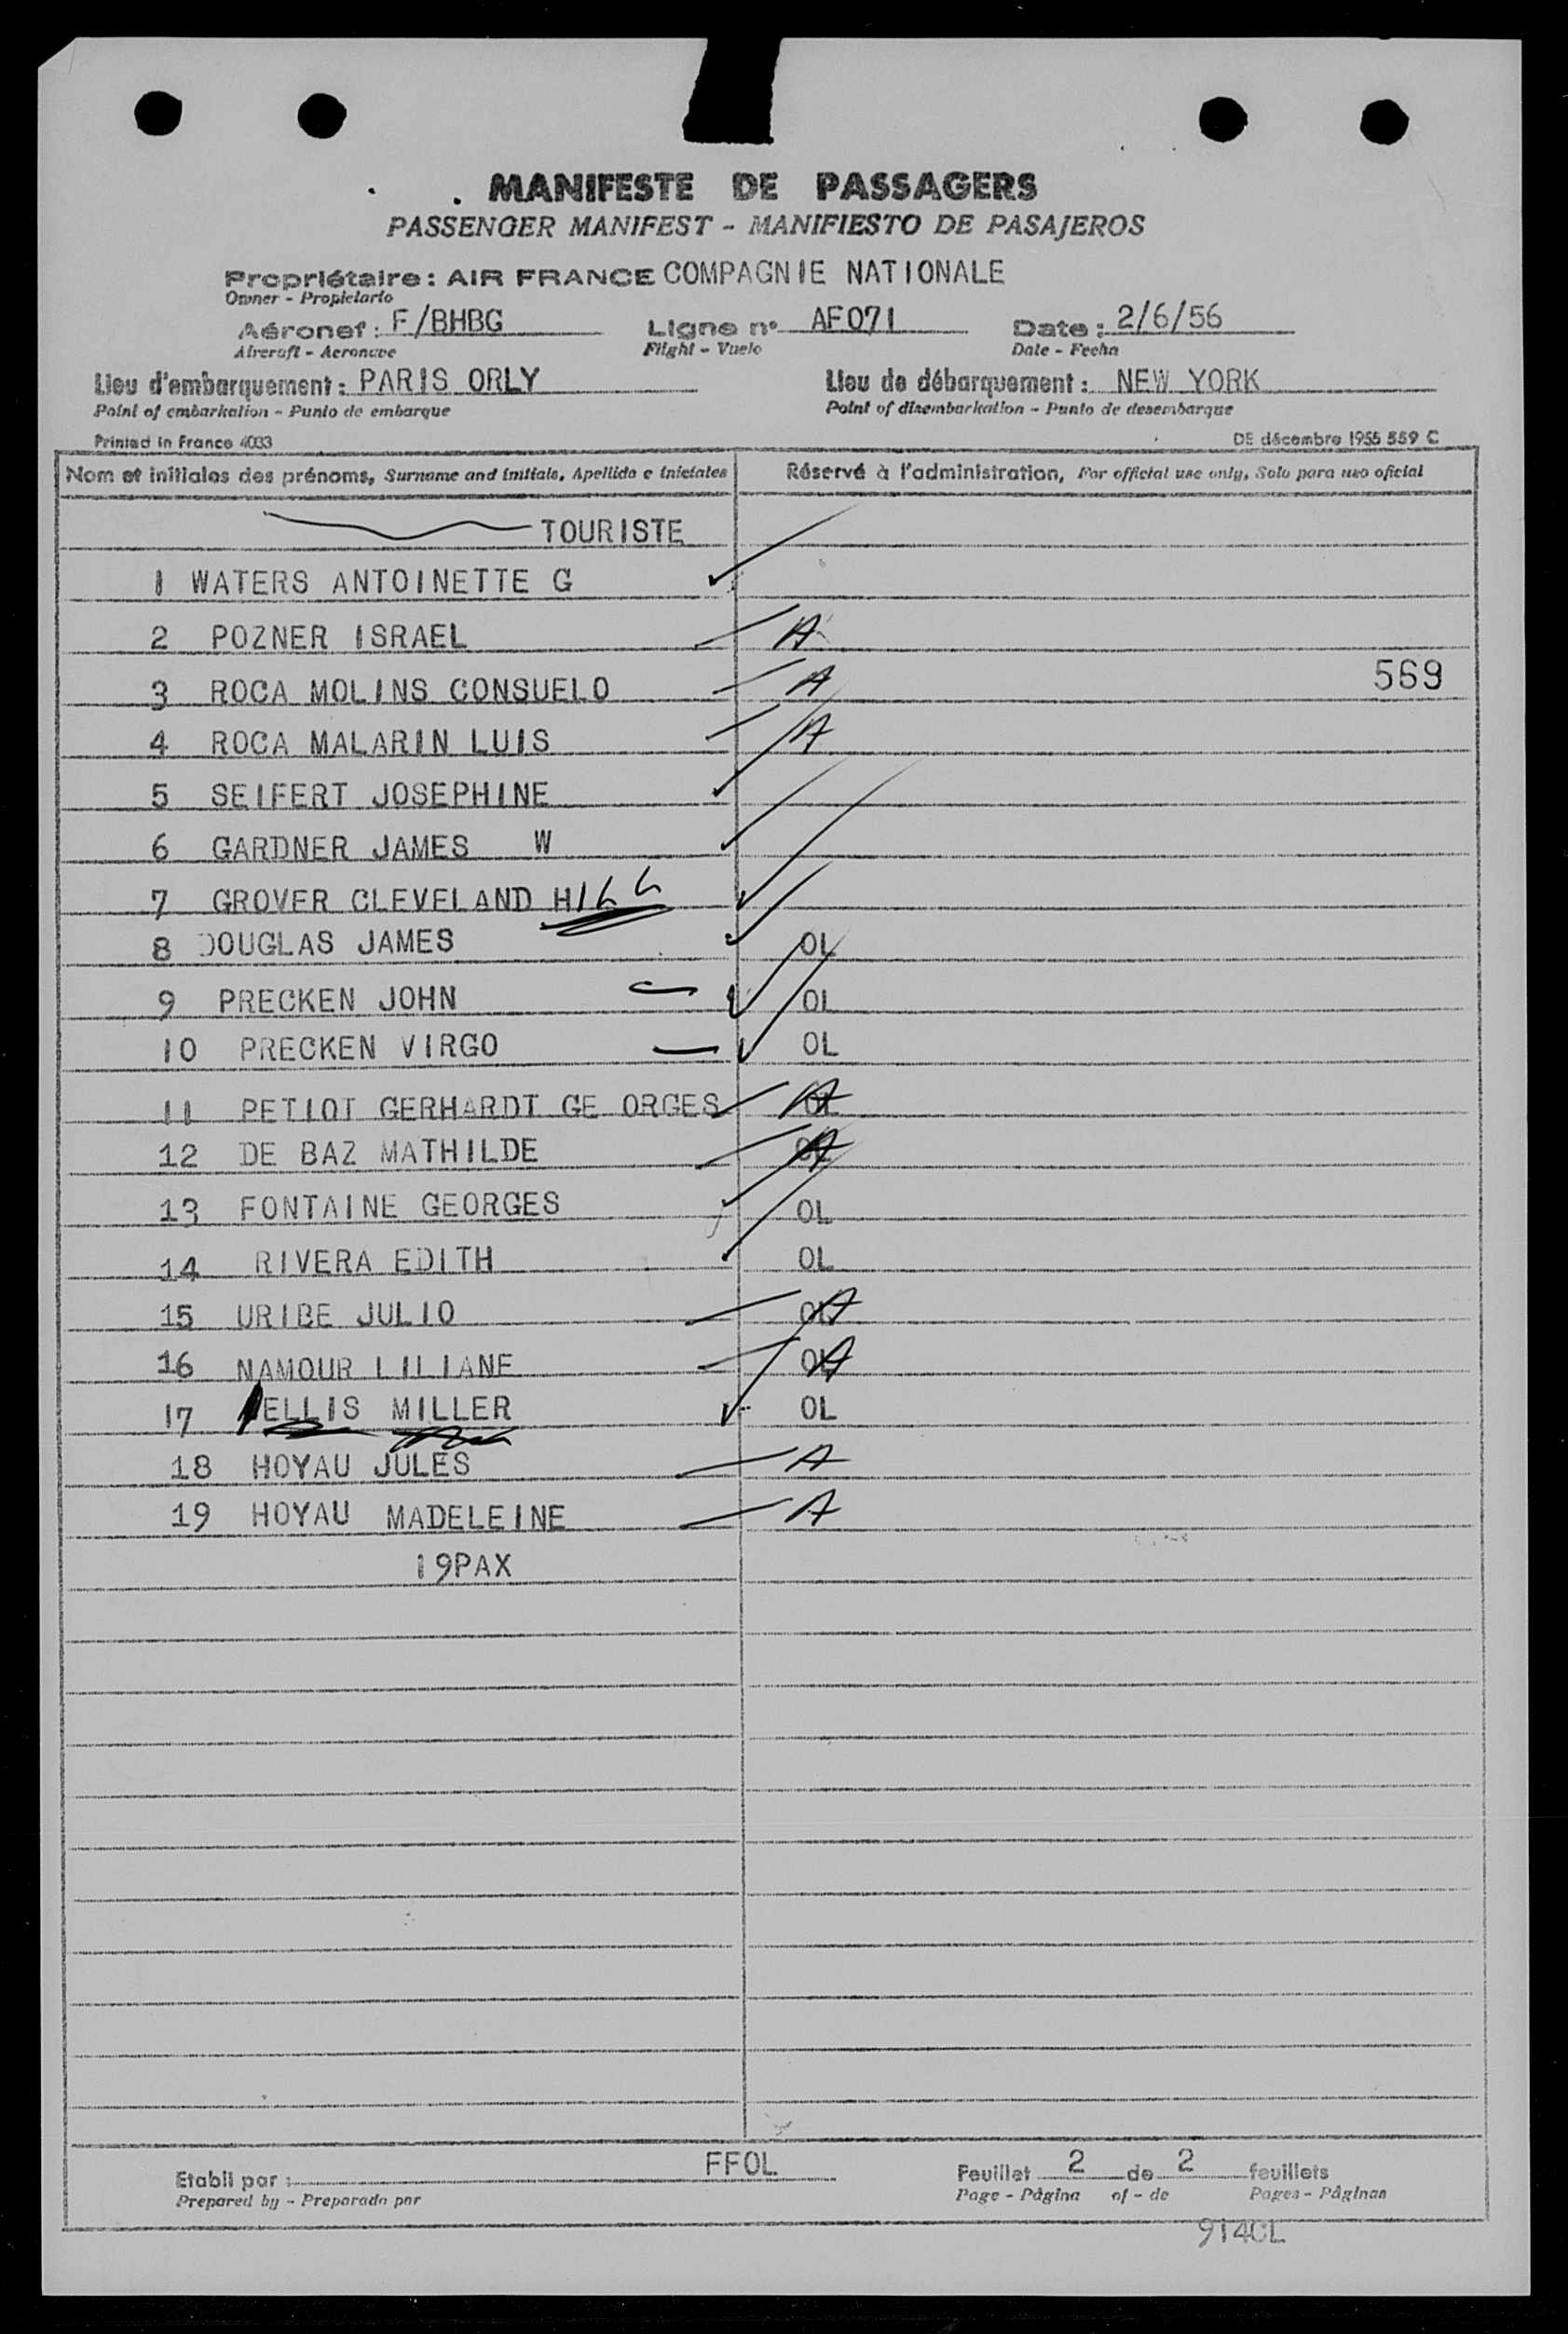 MANIFESTE DE PASSAGERS
PASSENGER MANIFEST - MANIFIESTO DE PASAJEROS
Propriétaire : AIR FRANCE COMPAGNIE NATIONALE
Owner - Propietario
Aéronef : F/BHBG Ligne n° AF071 Date : 2/6/56
Aircraft - Aeronave Flight - Vuelo Date - Fecha
Lieu d'embarquement : PARIS ORLY Lieu de débarquement : NEW YORK
Point of embarkation - Punto de embarque Point of disembarkation - Punto de desembarque
Printed in France 4033 DE décembre 1955 559 C
Nom et initiales des prénoms, Surname and initials, Apellido e iniciales Réservé à l'administration, For official use only, Solo para uso oficial
TOURISTE
1 WATERS ANTOINETTE G
2 POZNER ISRAEL A
3 ROCA MOLINS CONSUELO A 569
4 ROCA MALARIN LUIS A
5 SEIFERT JOSEPHINE
6 GARDNER JAMES W
7 GROVER CLEVELAND HILL
8 DOUGLAS JAMES OL
9 PRECKEN JOHN OL
10 PRECKEN VIRGO OL
11 PETIOT GERHARDT GE ORGES OL A
12 DE BAZ MATHILDE OL A
13 FONTAINE GEORGES OL
14 RIVERA EDITH OL
15 URIBE JULIO OL A
16 NAMOUR LILIANE OL A
17 ELLIS MILLER OL
18 HOYAU JULES A
19 HOYAU MADELEINE A
19PAX
Etabli par : FFOL Feuillet 2 de 2 feuillets
Prepared by - Preparado por Page - Página of - de Pages - Páginas
914CL